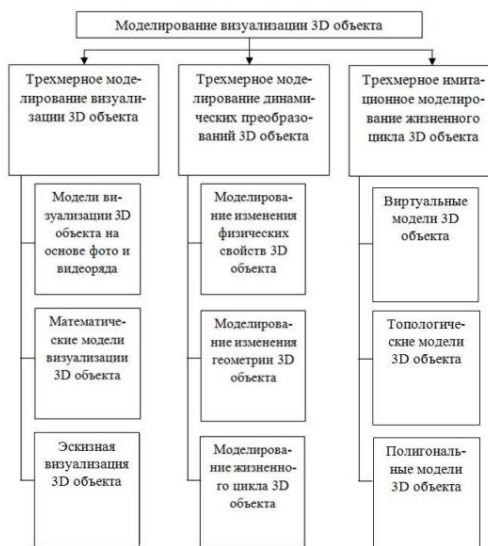 Моделирование визуализации 3D объекта
Трехмерное моде-
лирование визуали-
зации 3D объекта
Модели ви-
зуализации 3D
объекта на
основе фото и
видеоряда
Математиче-
ские модели
визуализации
3D объекта
Эскизная
визуализация
3D объекта
Трехмерное моде-
лирование динами-
ческих преобразо-
ваний 3D объекта
Моделирова-
ние изменения
физических
свойств 3D
объекта
Моделирова-
ние изменения
геометрии 3D
объекта
Моделирова-
ние жизненно-
го цикла 3D
объекта
Трехмерное имита-
ционное моделиро-
вание жизненного
цикла 3D объекта
Виртуальные
модели 3D
объекта
Топологиче-
ские модели
3D объекта
Полигональ-
ные модели
3D объекта